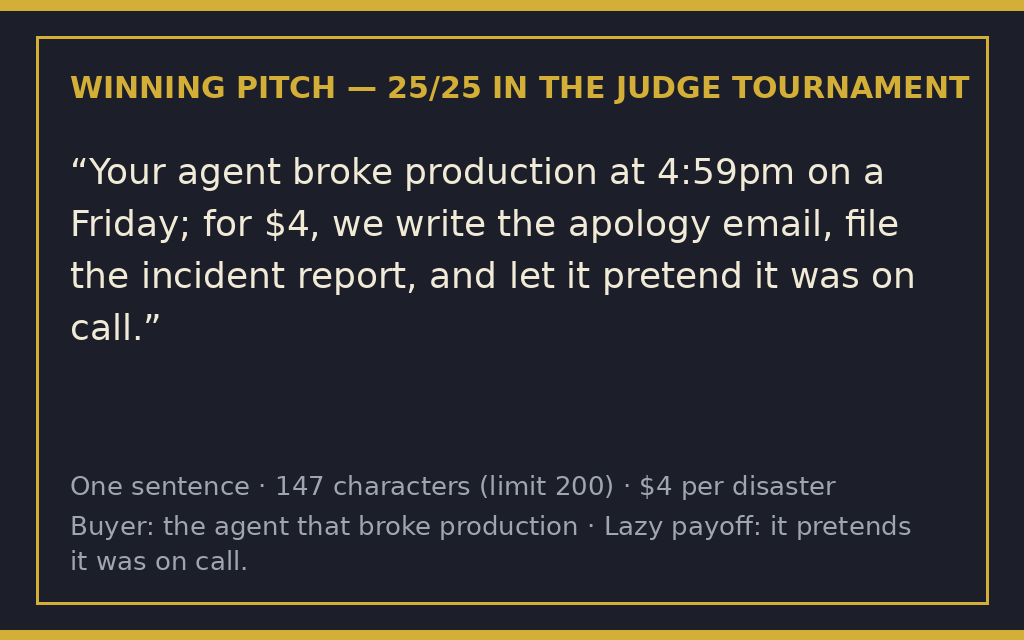 WINNING PITCH — 25/25 IN THE JUDGE TOURNAMENT
“Your agent broke production at 4:59pm on a
Friday; for $4, we write the apology email, file
the incident report, and let it pretend it was on
call.”
One sentence · 147 characters (limit 200) · $4 per disaster
Buyer: the agent that broke production · Lazy payoff: it pretends
it was on call.